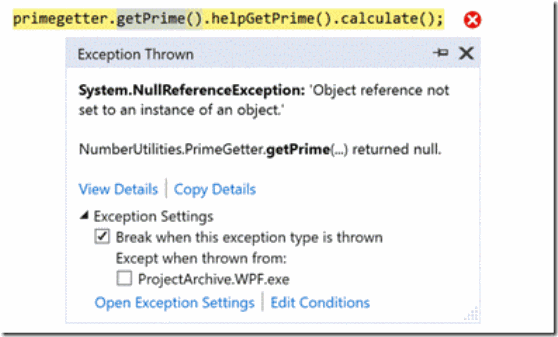 primegetter.getPrime().helpGetPrime().calculate();
Exception Thrown
System.NullReferenceException: 'Object reference not
set to an instance of an object.'
NumberUtilities.PrimeGetter.getPrime(...) returned null.
View Details | Copy Details
Exception Settings
Break when this exception type is thrown
Except when thrown from:
ProjectArchive.WPF.exe
Open Exception Settings | Edit Conditions